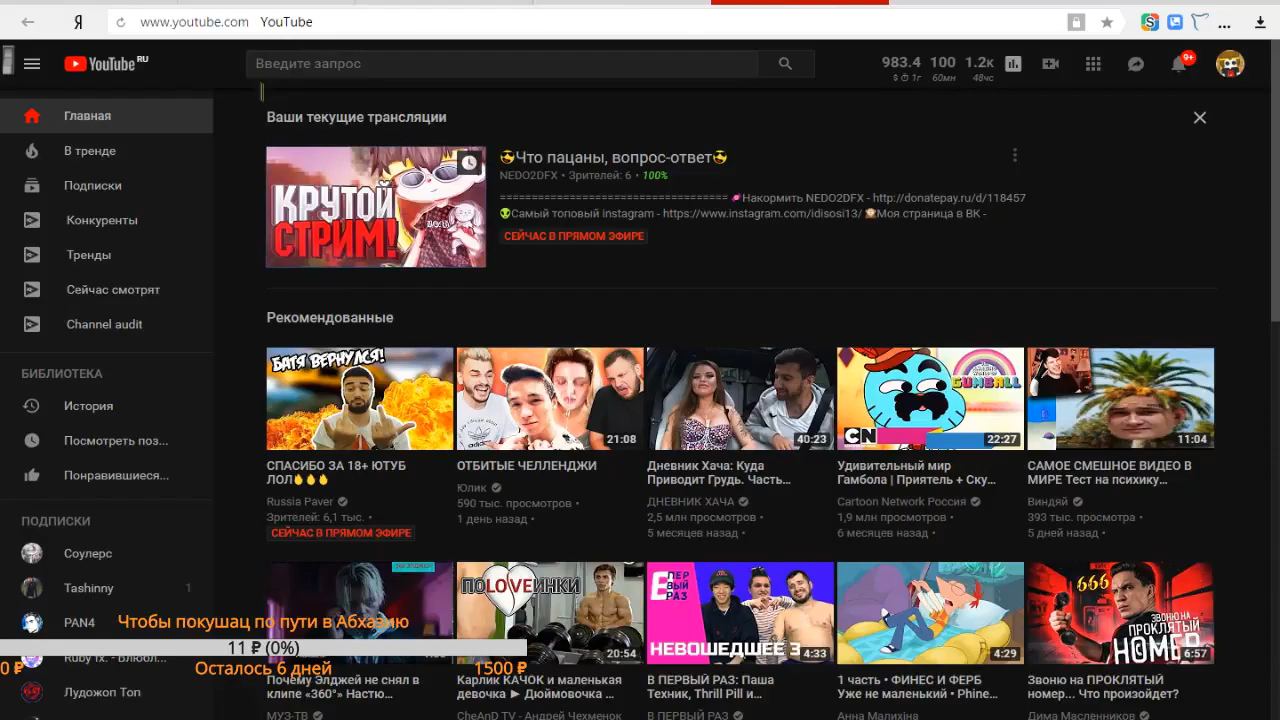 Я www.youtube.com YouTube
YouTube RU
Введите запрос
983.4 100 1.2к
$ ⏱ 1г 60мн 48чс
9+
Главная
В тренде
Подписки
Конкуренты
Тренды
Сейчас смотрят
Channel audit
БИБЛИОТЕКА
История
Посмотреть поз...
Понравившиеся...
ПОДПИСКИ
Соулерс
Tashinny 1
PAN4
Лудожоп Топ
Чтобы покушац по пути в Абхазию
11 ₽ (0%)
0 ₽ Осталось 6 дней 1500 ₽
Ваши текущие трансляции
КРУТОЙ
СТРИМ!
Что пацаны, вопрос-ответ
NEDO2DFX • Зрителей: 6 • 100%
================================== Накормить NEDO2DFX - http://donatepay.ru/d/118457
Самый топовый instagram - https://www.instagram.com/idisosi13/ Моя страница в ВК -
СЕЙЧАС В ПРЯМОМ ЭФИРЕ
Рекомендованные
БАТЯ ВЕРНУЛСЯ!
СПАСИБО ЗА 18+ ЮТУБ
ЛОЛ🔥🔥🔥
Russia Paver
Зрителей: 6,1 тыс. •
СЕЙЧАС В ПРЯМОМ ЭФИРЕ
21:08
ОТБИТЫЕ ЧЕЛЛЕНДЖИ
Юлик
590 тыс. просмотров •
1 день назад •
40:23
Дневник Хача: Куда
Приводит Грудь. Часть...
ДНЕВНИК ХАЧА
2,5 млн просмотров •
5 месяцев назад •
GUMBALL
CN
22:27
Удивительный мир
Гамбола | Приятел + Ску...
Cartoon Network Россия
1,9 млн просмотров •
6 месяцев назад •
11:04
САМОЕ СМЕШНОЕ ВИДЕО В
МИРЕ Тест на психику...
Виндяй
393 тыс. просмотра •
5 дней назад •
Почему Элджей не снял в
клипе «360°» Настю...
МУЗ-ТВ
ПОLOVEИНКИ
20:54
Карлик КАЧОК и маленькая
девочка ► Дюймовочка ...
CheAnD TV - Андрей Чехменок
ПЕР
ВЫЙ
РАЗ
НЕВОШЕДШЕЕ 3
4:33
В ПЕРВЫЙ РАЗ: Паша
Техник, Thrill Pill и...
В ПЕРВЫЙ РАЗ
4:29
1 часть • ФИНЕС И ФЕРБ
Уже не маленький • Phine...
Анна Малихина
666
ЗВОНЮ НА
ПРОКЛЯТЫЙ
НОМЕР
6:57
Звоню на ПРОКЛЯТЫЙ
номер... Что произойдет?
Дима Масленников